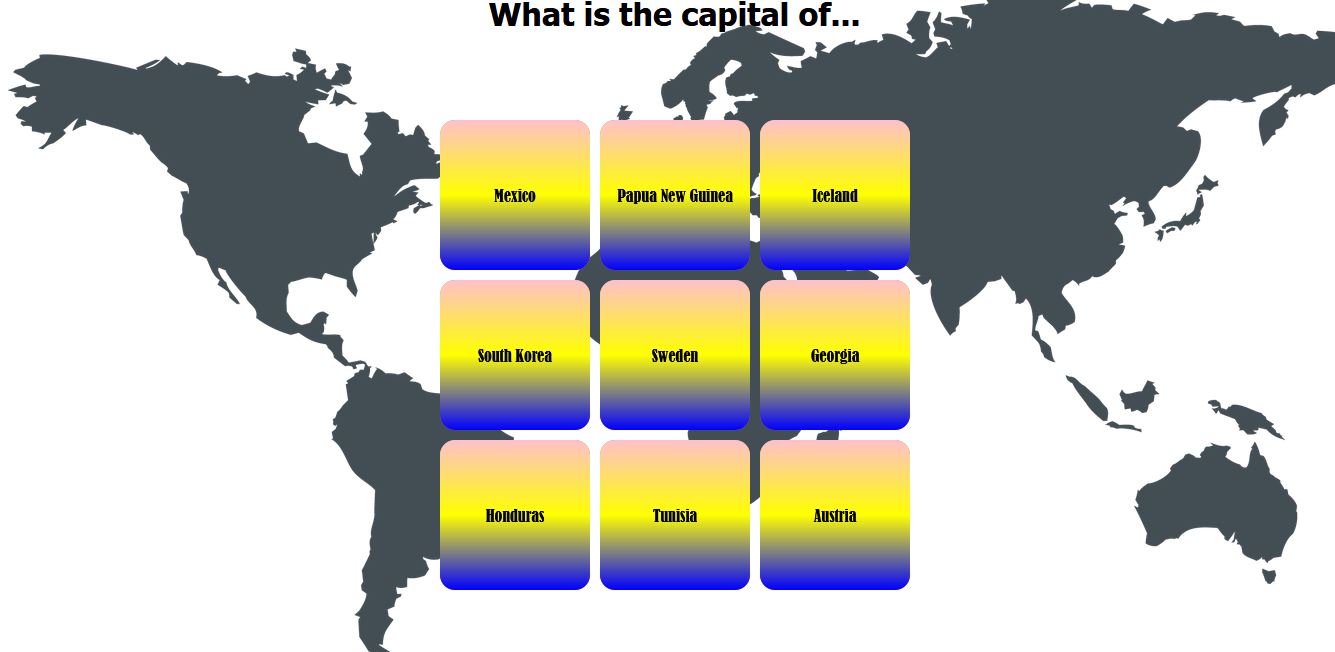 What is the capital of...
Mexico
Papua New Guinea
Iceland
South Korea
Sweden
Georgia
Honduras
Tunisia
Austria